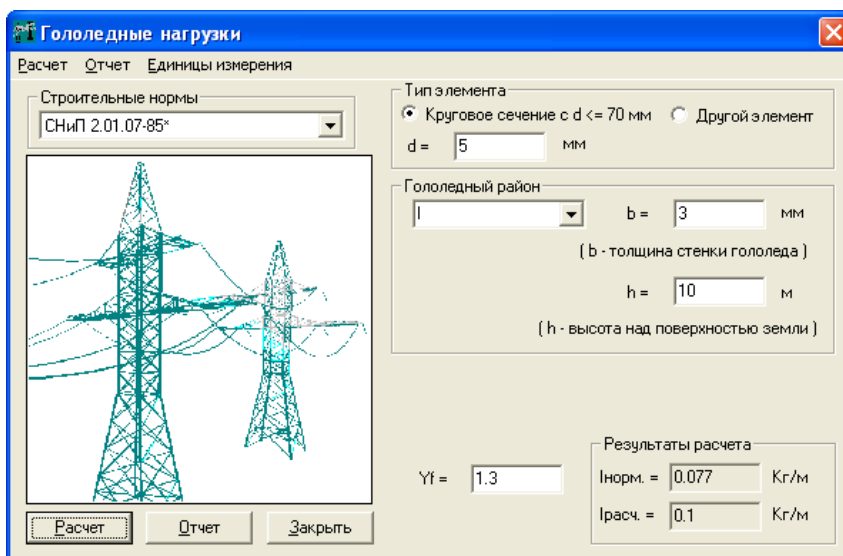 Гололедные нагрузки
Расчет Отчет Единицы измерения
Строительные нормы
СНиП 2.01.07-85*
Тип элемента
Круговое сечение с d <= 70 мм Другой элемент
d = 5 мм
Гололедный район
I b = 3 мм
( b - толщина стенки гололеда )
h = 10 м
( h - высота над поверхностью земли )
Yf = 1.3
Результаты расчета
Iнорм. = 0.077 Кг/м
Iрасч. = 0.1 Кг/м
Расчет Отчет Закрыть